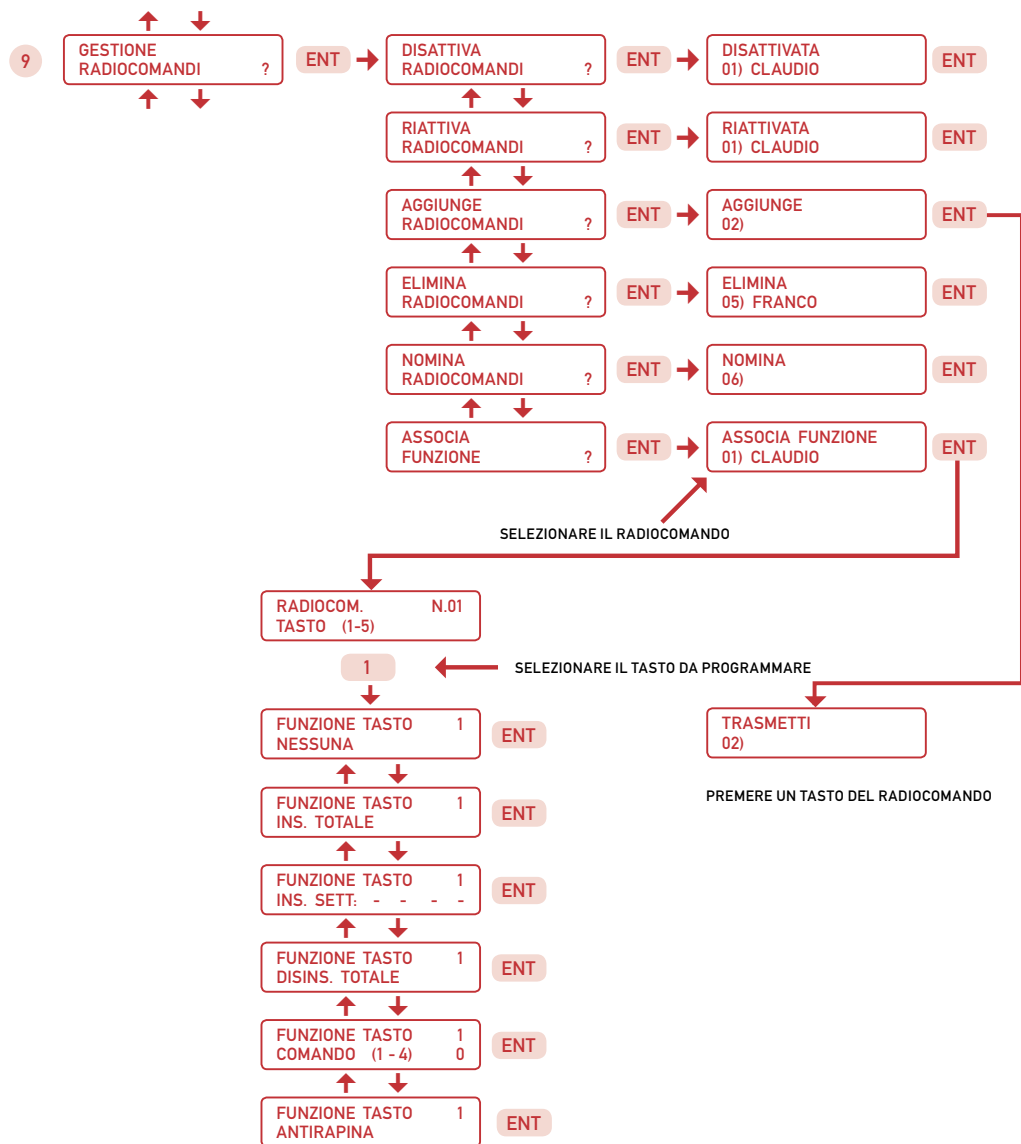 9
GESTIONE
RADIOCOMANDI ?
ENT
DISATTIVA
RADIOCOMANDI ?
ENT
DISATTIVATA
01) CLAUDIO
ENT
RIATTIVA
RADIOCOMANDI ?
ENT
RIATTIVATA
01) CLAUDIO
ENT
AGGIUNGE
RADIOCOMANDI ?
ENT
AGGIUNGE
02)
ENT
ELIMINA
RADIOCOMANDI ?
ENT
ELIMINA
05) FRANCO
ENT
NOMINA
RADIOCOMANDI ?
ENT
NOMINA
06)
ENT
ASSOCIA
FUNZIONE ?
ENT
ASSOCIA FUNZIONE
01) CLAUDIO
ENT
SELEZIONARE IL RADIOCOMANDO
RADIOCOM. N.01
TASTO (1-5)
1
SELEZIONARE IL TASTO DA PROGRAMMARE
FUNZIONE TASTO 1
NESSUNA
ENT
TRASMETTI
02)
PREMERE UN TASTO DEL RADIOCOMANDO
FUNZIONE TASTO 1
INS. TOTALE
ENT
FUNZIONE TASTO 1
INS. SETT: - - - -
ENT
FUNZIONE TASTO 1
DISINS. TOTALE
ENT
FUNZIONE TASTO 1
COMANDO (1 - 4) 0
ENT
FUNZIONE TASTO 1
ANTIRAPINA
ENT